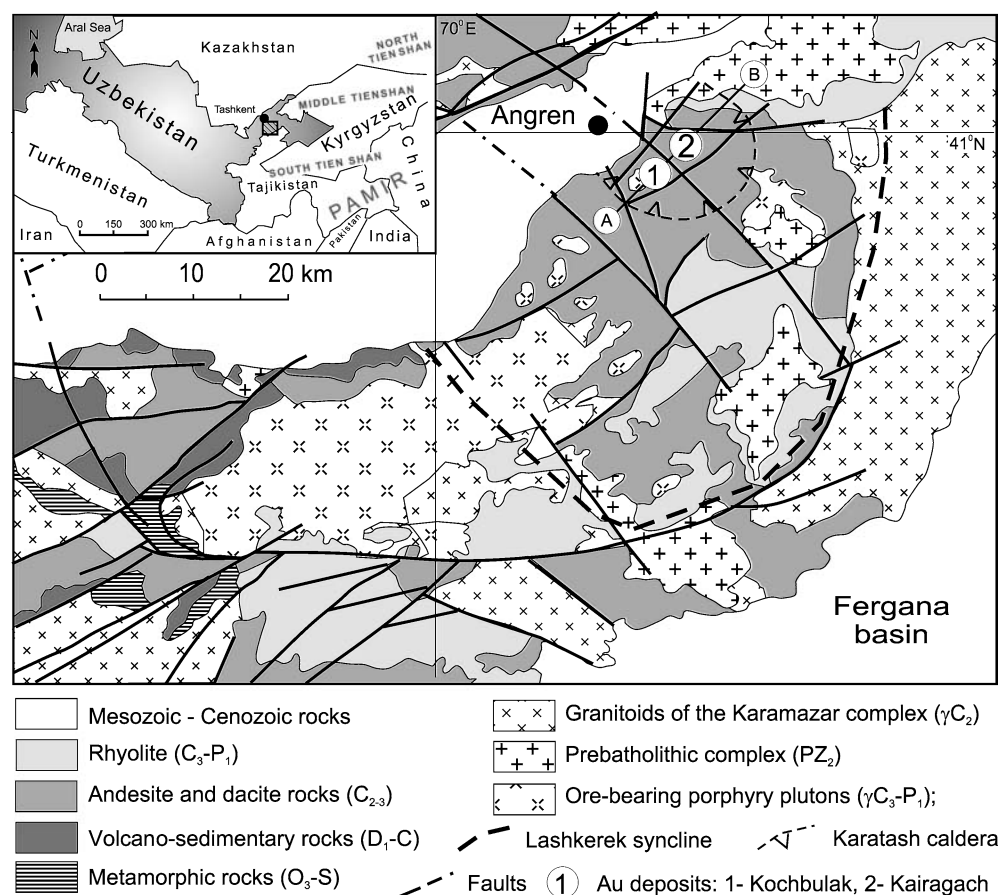 N
Aral Sea
Kazakhstan
NORTH
TIENSHAN
Uzbekistan
Tashkent
MIDDLE TIENSHAN
Kyrgyzstan
Turkmenistan
SOUTH TIEN SHAN
Tajikistan
China
PAMIR
0 150 300 km
Iran
Afghanistan
Pakistan
India
70° E
41°N
Angren
B
2
1
A
0 20 km
Fergana
basin
Mesozoic - Cenozoic rocks
Rhyolite (C3-P1)
Andesite and dacite rocks (C2-3)
Volcano-sedimentary rocks (D1-C)
Metamorphic rocks (O3-S)
Granitoids of the Karamazar complex (γC2)
Prebatholithic complex (PZ2)
Ore-bearing porphyry plutons (γC3-P1);
Lashkerek syncline
Karatash caldera
Faults
1 Au deposits: 1- Kochbulak, 2- Kairagach